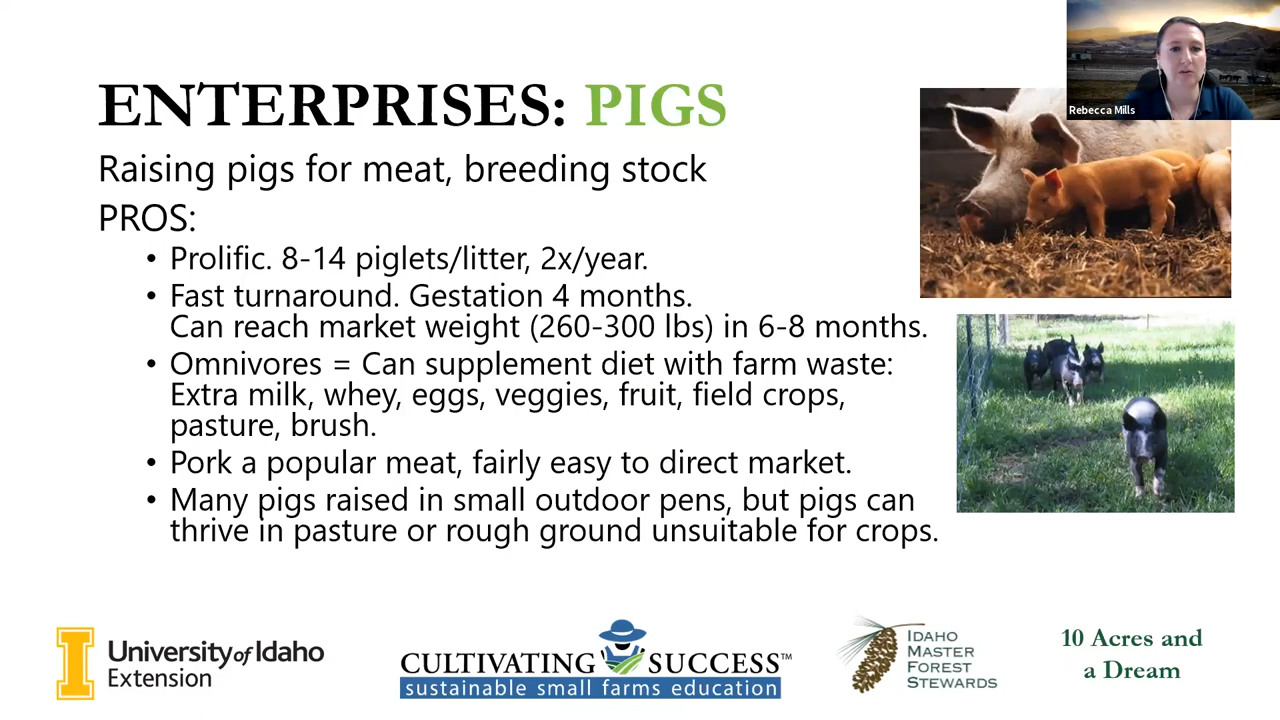 Rebecca Mills
ENTERPRISES: PIGS
Raising pigs for meat, breeding stock
PROS:
• Prolific. 8-14 piglets/litter, 2x/year.
• Fast turnaround. Gestation 4 months.
Can reach market weight (260-300 lbs) in 6-8 months.
• Omnivores = Can supplement diet with farm waste:
Extra milk, whey, eggs, veggies, fruit, field crops,
pasture, brush.
• Pork a popular meat, fairly easy to direct market.
• Many pigs raised in small outdoor pens, but pigs can
thrive in pasture or rough ground unsuitable for crops.
I
University of Idaho
Extension
CULTIVATING SUCCESS™
sustainable small farms education
IDAHO
MASTER
FOREST
STEWARDS
10 Acres and
a Dream